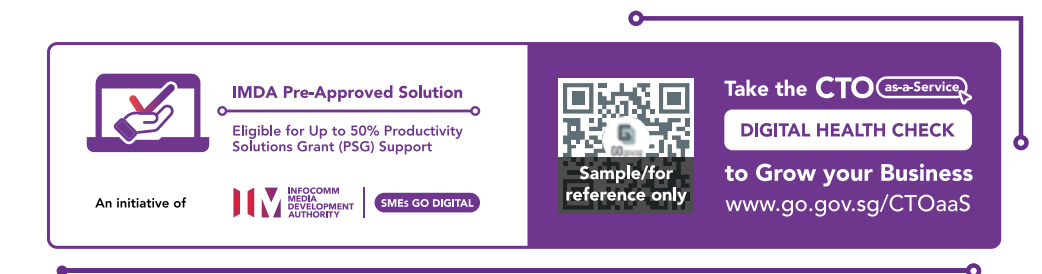 IMDA Pre-Approved Solution
Eligible for Up to 50% Productivity
Solutions Grant (PSG) Support
An initiative of
INFOCOMM
MEDIA
DEVELOPMENT
AUTHORITY
SMEs GO DIGITAL
Sample/for
reference only
Take the CTO as-a-Service
DIGITAL HEALTH CHECK
to Grow your Business
www.go.gov.sg/CTOaaS